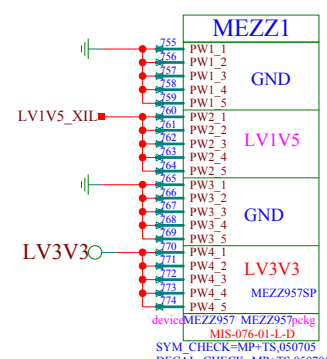 MEZZ1
755 PW1_1
756 PW1_2
757 PW1_3
758 PW1_4
759 PW1_5
GND
760 PW2_1
761 PW2_2
762 PW2_3
763 PW2_4
764 PW2_5
LV1V5_XIL
LV1V5
765 PW3_1
766 PW3_2
767 PW3_3
768 PW3_4
769 PW3_5
GND
770 PW4_1
771 PW4_2
772 PW4_3
773 PW4_4
774 PW4_5
LV3V3
LV3V3
MEZZ957SP
deviceMEZZ957 MEZZ957pckg
MIS-076-01-L-D
SYM_CHECK=MP+TS,050705